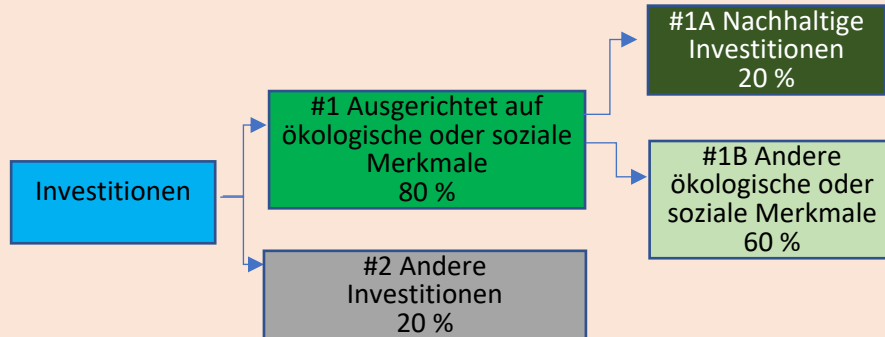 Investitionen
#1 Ausgerichtet auf
ökologische oder soziale
Merkmale
80 %
#2 Andere
Investitionen
20 %
#1A Nachhaltige
Investitionen
20 %
#1B Andere
ökologische oder
soziale Merkmale
60 %